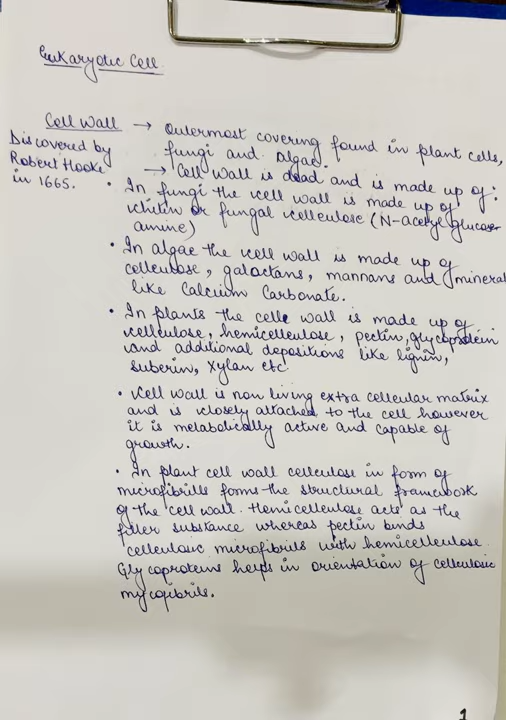 Eukaryotic Cell
Cell Wall → Outermost covering found in plant cells,
Discovered by
Robert Hooke
in 1665.
fungi and Algae.
→ Cell wall is dead and is made up of:
• In fungi the cell wall is made up of
chitin or fungal cellulose (N-acetyl glucose
amine)
• In algae the cell wall is made up of
cellulose, galactans, mannans and mineral
like Calcium Carbonate.
• In plants the cell wall is made up of
cellulose, hemicellulose, pectin, glycoprotein
and additional depositions like lignin,
suberin, xylan etc
• Cell wall is non living extra cellular matrix
and is closely attached to the cell however
it is metabolically active and capable of
growth.
• In plant cell wall cellculose in form of
microfibrills forms the structural framework
of the cell wall. Hemicellulose acts as the
filler substance whereas pectin binds
cellulosic microfibrils with hemicellulose.
Glycoproteins helps in orientation of cellulosic
mycofibrils.
1